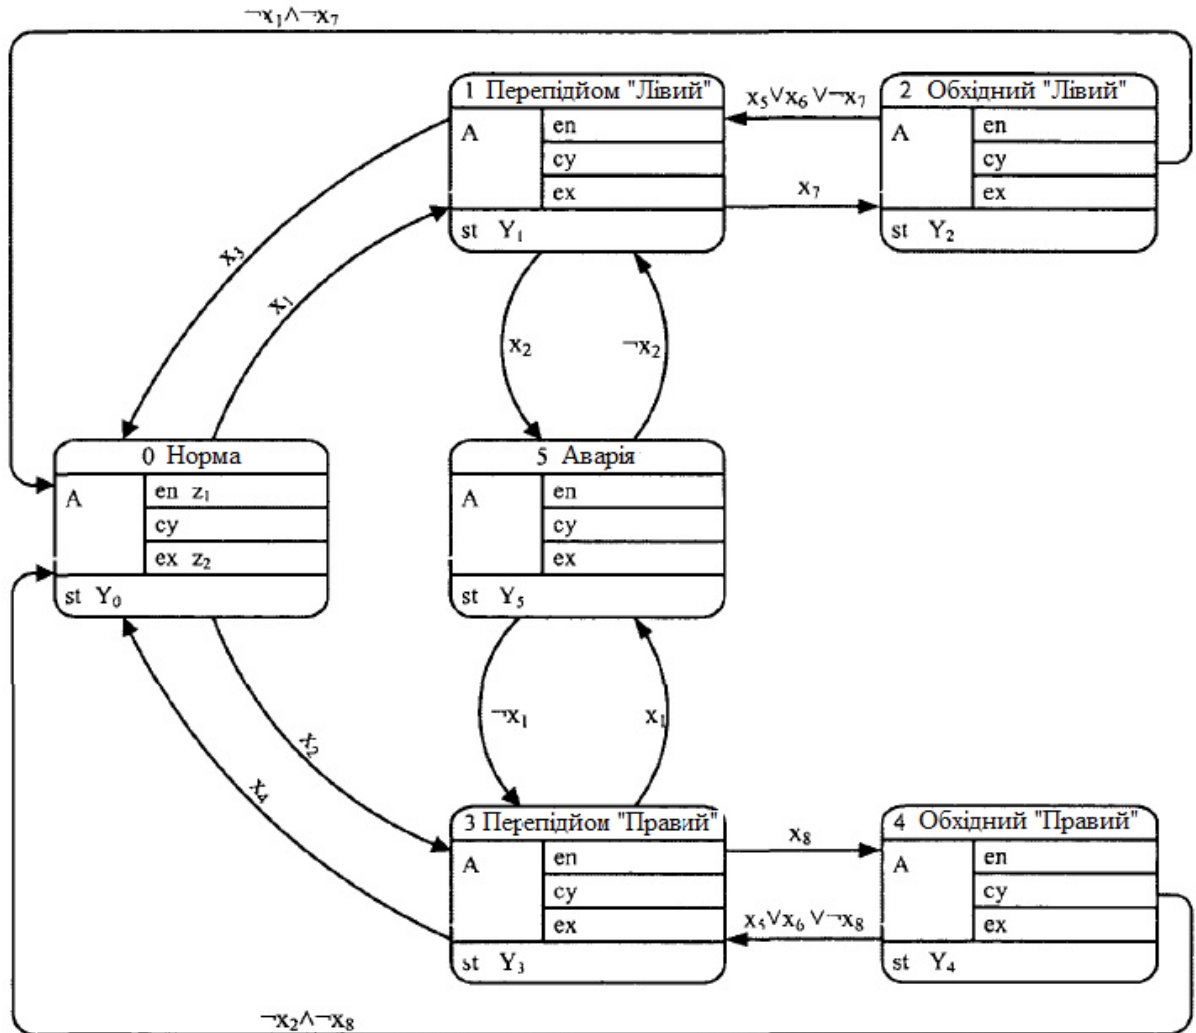 ¬x₁∧¬x₇
1 Перепідйом "Лівий"
A
en
cy
ex
st Y₁
x₅∨x₆∨¬x₇
x₇
2 Обхідний "Лівий"
A
en
cy
ex
st Y₂
x₃
x₁
x₂
¬x₂
0 Норма
A
en z₁
cy
ex z₂
st Y₀
5 Аварія
A
en
cy
ex
st Y₅
¬x₁
x₁
x₂
x₄
3 Перепідйом "Правий"
A
en
cy
ex
st Y₃
x₈
x₅∨x₆∨¬x₈
4 Обхідний "Правий"
A
en
cy
ex
st Y₄
¬x₂∧¬x₈